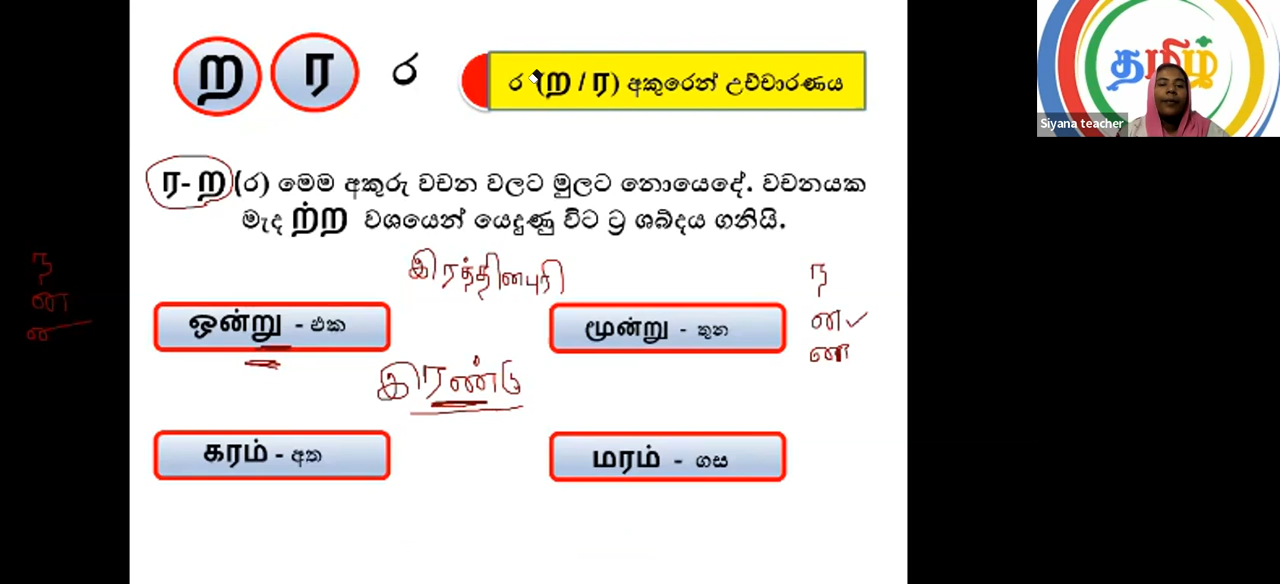 ற ர ර
ර (ற / ர) අකුරෙන් උච්චාරණය
தமிழ்
Siyana teacher
ர- ற (ර) මෙම අකුරු වචන වලට මුලට නොයෙදේ. වචනයක
මැද ற்ற වශයෙන් යෙදුණු විට ට්‍ර ශබ්දය ගනියි.
இரத்தினபுரி
ந
ன
ந
ன
ண
ஒன்று - එක
மூன்று - තුන
இரண்டு
கரம் - අත
மரம் - ගස